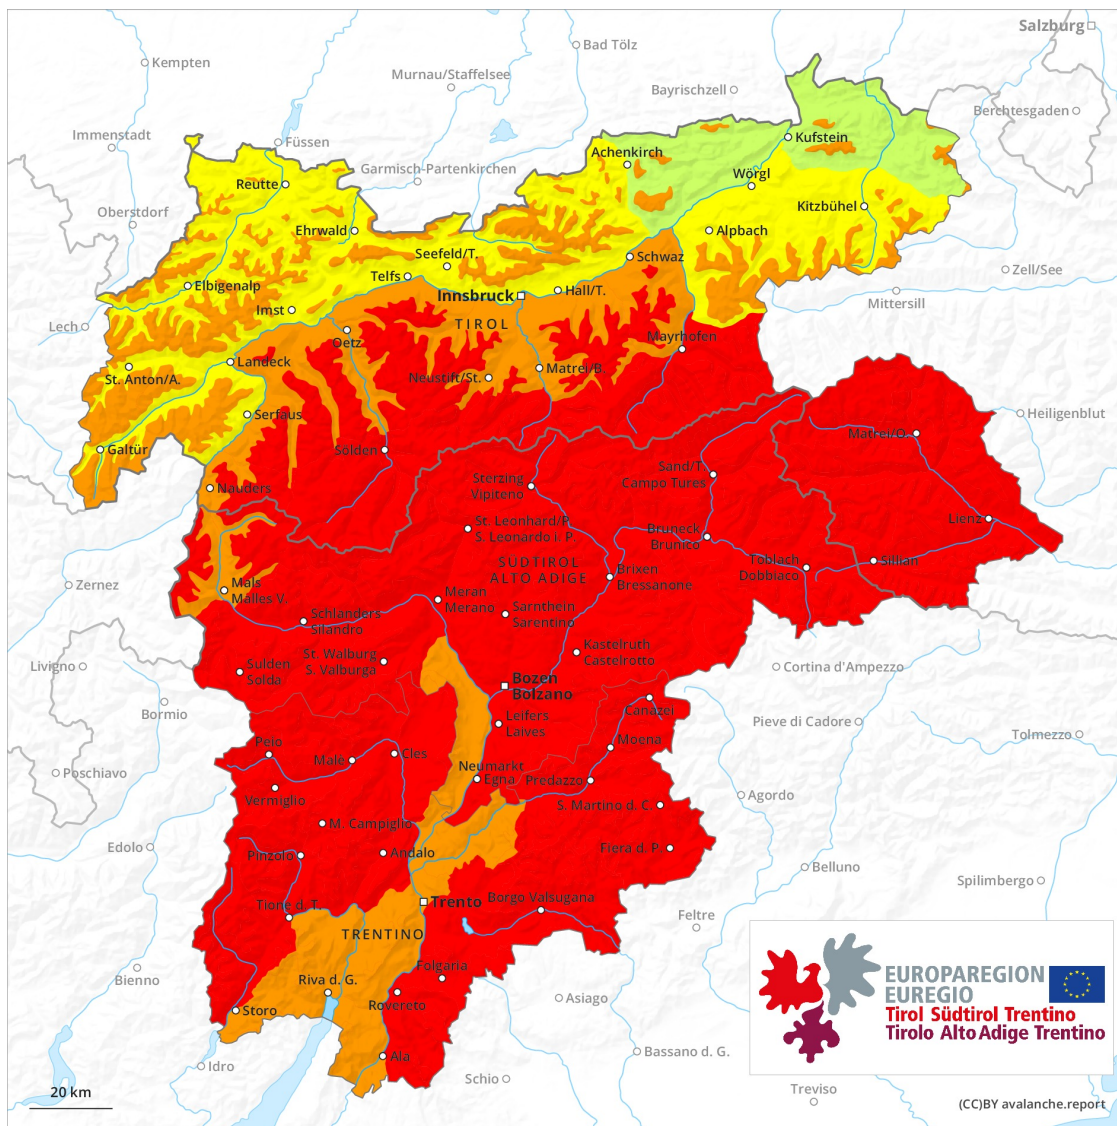 Salzburg
Bad Tölz
Kempten
Murnau/Staffelsee
Bayrischzell
Berchtesgaden
Immenstadt
Füssen
Kufstein
Achenkirch
Garmisch-Partenkirchen
Wörgl
Reutte
Oberstdorf
Kitzbühel
Ehrwald
Alpbach
Seefeld/T.
Schwaz
Telfs
Zell/See
Elbigenalp
Hall/T.
Innsbruck
Mittersill
Imst
Lech
TIROL
Mayrhofen
Oetz
Landeck
Matrei/B.
St. Anton/A.
Neustift/St.
Serfaus
Heiligenblut
Matrei/O.
Galtür
Sölden
Sand/T.
Campo Tures
Sterzing
Vipiteno
Nauders
Lienz
St. Leonhard/P.
S. Leonardo i. P.
Bruneck
Brunico
SÜDTIROL
ALTO ADIGE
Toblach
Dobbiaco
Sillian
Brixen
Bressanone
Zernez
Mals
Málles V.
Meran
Merano
Sarnthein
Sarentino
Schlanders
Silandro
Kastelruth
Castelrotto
St. Walburg
S. Valburga
Livigno
Sulden
Solda
Cortina d'Ampezzo
Bozen
Bolzano
Canazei
Bormio
Leifers
Laives
Pieve di Cadore
Tolmezzo
Moena
Peio
Malè
Cles
Neumarkt
Egna
Predazzo
Poschiavo
Vermiglio
Agordo
S. Martino d. C.
M. Campiglio
Edolo
Pinzolo
Andalo
Fiera d. P.
Belluno
Spilimbergo
Trento
Borgo Valsugana
Tione d. T.
Feltre
TRENTINO
Folgaria
Bienno
Riva d. G.
Rovereto
Asiago
Storo
EUROPAREGION
EUREGIO
Tirol Südtirol Trentino
Tirolo Alto Adige Trentino
Ala
Bassano d. G.
Idro
Schio
Treviso
20 km
(CC)BY avalanche.report